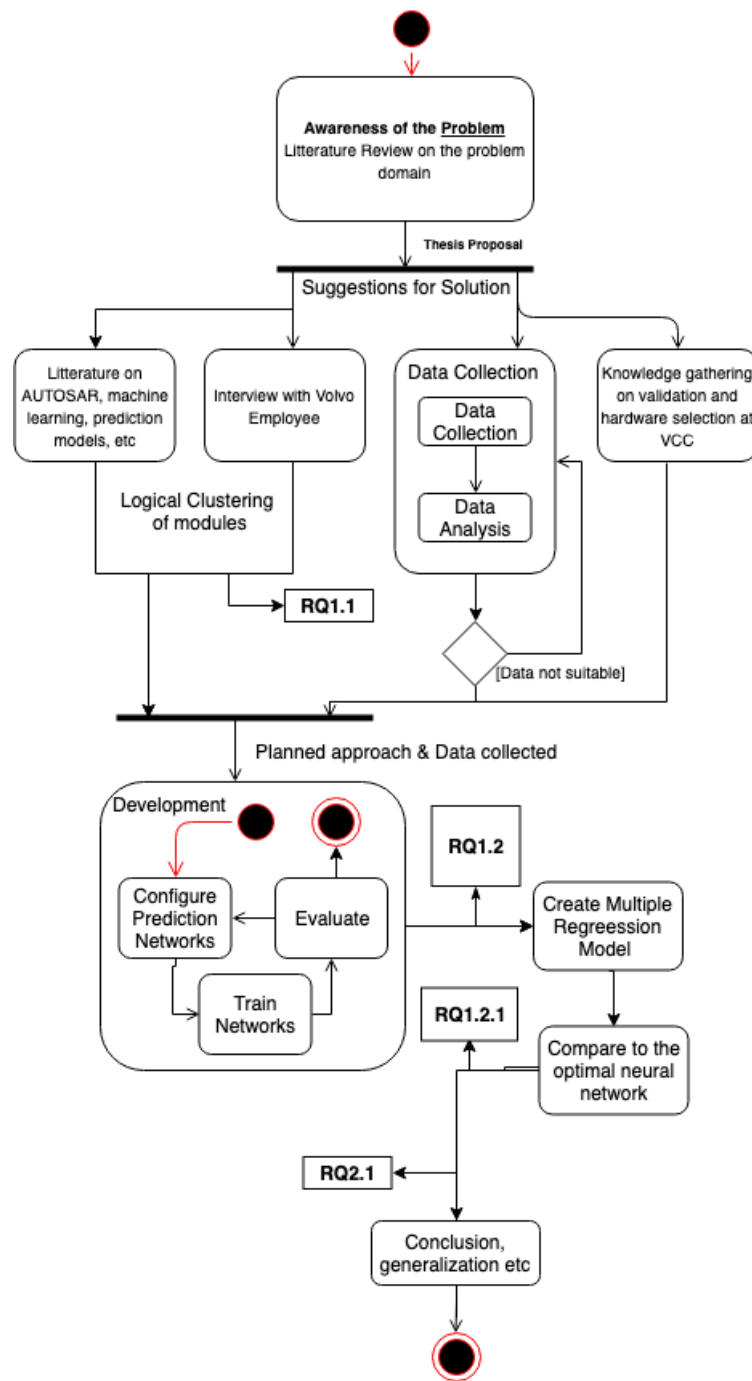 Awareness of the Problem
Litterature Review on the problem
domain
Thesis Proposal
Suggestions for Solution
Litterature on
AUTOSAR, machine
learning, prediction
models, etc
Interview with Volvo
Employee
Data Collection
Data
Collection
Data
Analysis
Knowledge gathering
on validation and
hardware selection at
VCC
Logical Clustering
of modules
RQ1.1
[Data not suitable]
Planned approach & Data collected
Development
Configure
Prediction
Networks
Evaluate
Train
Networks
RQ1.2
Create Multiple
Regreession
Model
RQ1.2.1
Compare to the
optimal neural
network
RQ2.1
Conclusion,
generalization etc